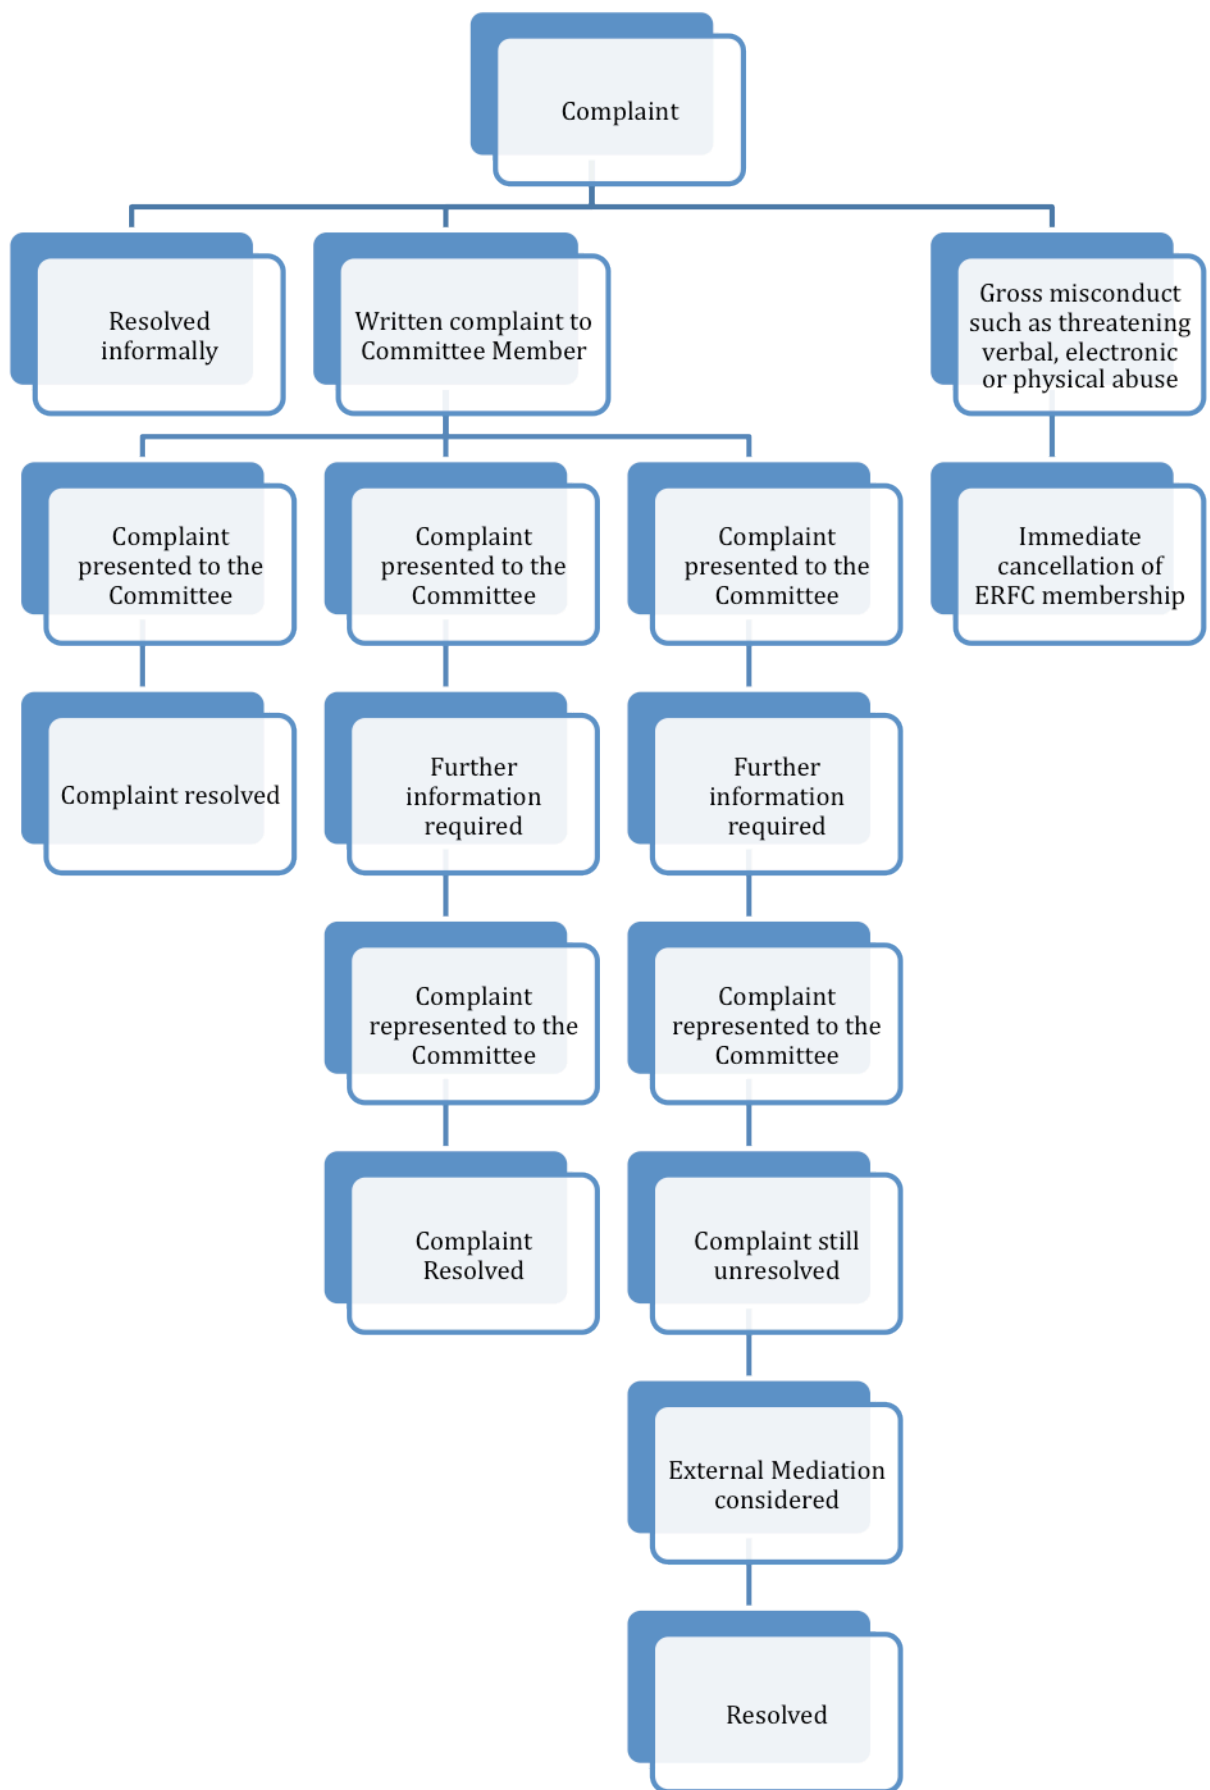 Complaint
Resolved
informally
Written complaint to
Committee Member
Gross misconduct
such as threatening
verbal, electronic
or physical abuse
Complaint
presented to the
Committee
Complaint
presented to the
Committee
Complaint
presented to the
Committee
Immediate
cancellation of
ERFC membership
Complaint resolved
Further
information
required
Further
information
required
Complaint
represented to the
Committee
Complaint
represented to the
Committee
Complaint
Resolved
Complaint still
unresolved
External Mediation
considered
Resolved